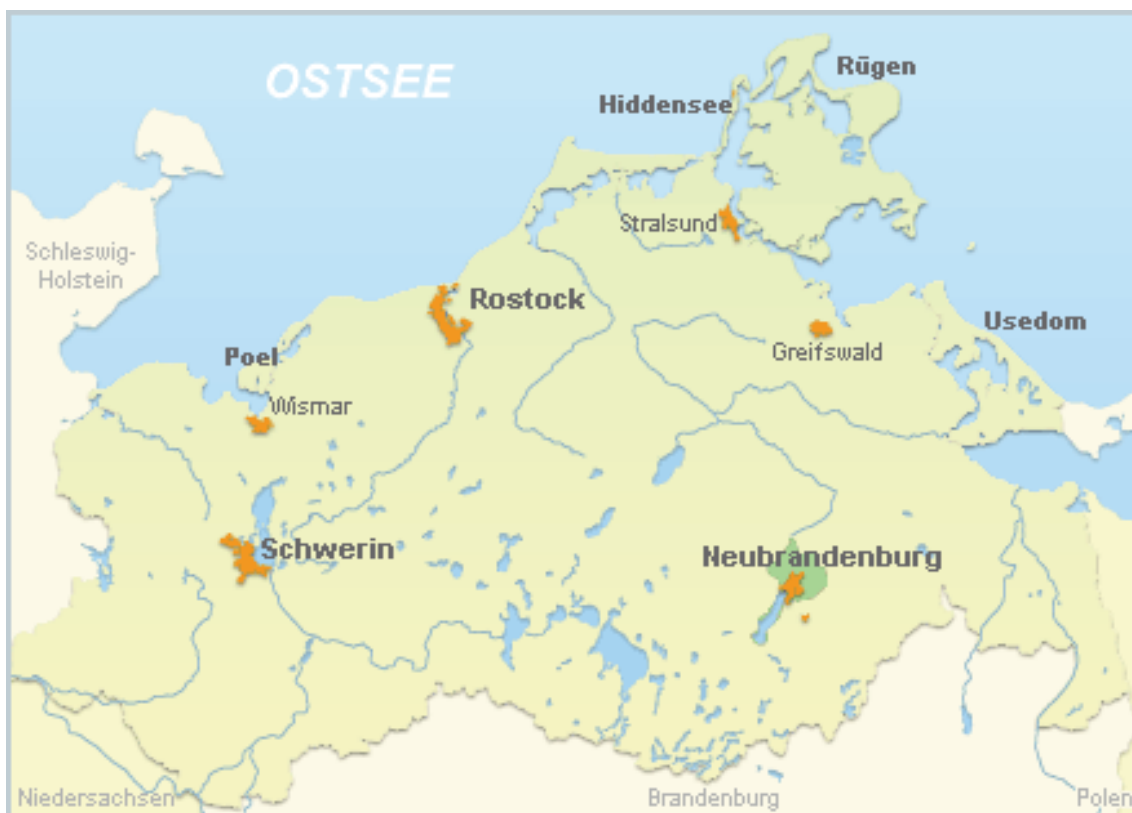 OSTSEE
Rügen
Hiddensee
Stralsund
Schleswig-
Holstein
Rostock
Usedom
Greifswald
Poel
Wismar
Schwerin
Neubrandenburg
Niedersachsen
Brandenburg
Polen